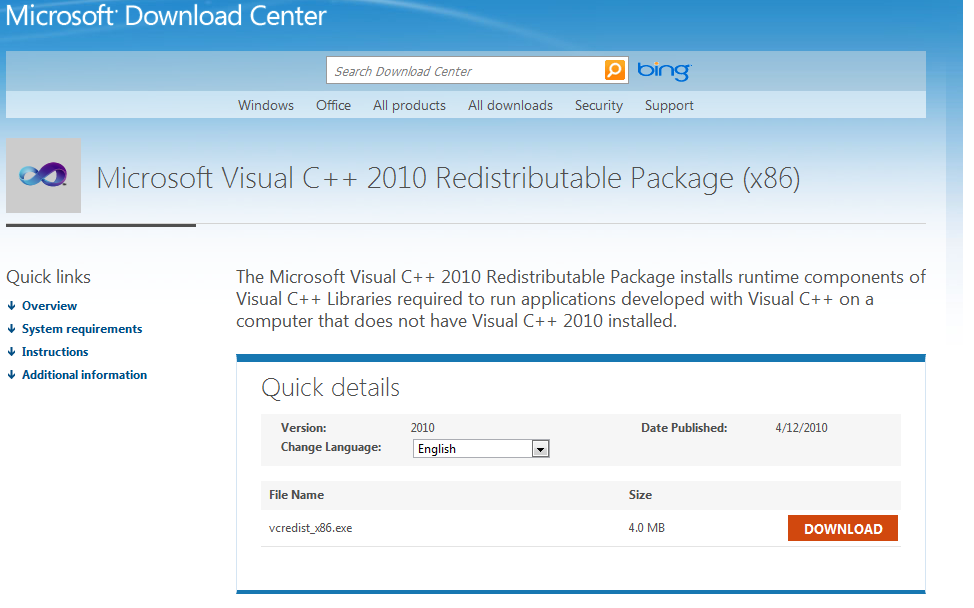 Microsoft Download Center
Search Download Center
bing
Windows Office All products All downloads Security Support
Microsoft Visual C++ 2010 Redistributable Package (x86)
Quick links
Overview
System requirements
Instructions
Additional information
The Microsoft Visual C++ 2010 Redistributable Package installs runtime components of
Visual C++ Libraries required to run applications developed with Visual C++ on a
computer that does not have Visual C++ 2010 installed.
Quick details
Version: 2010 Date Published: 4/12/2010
Change Language: English
File Name Size
vcredist_x86.exe 4.0 MB DOWNLOAD